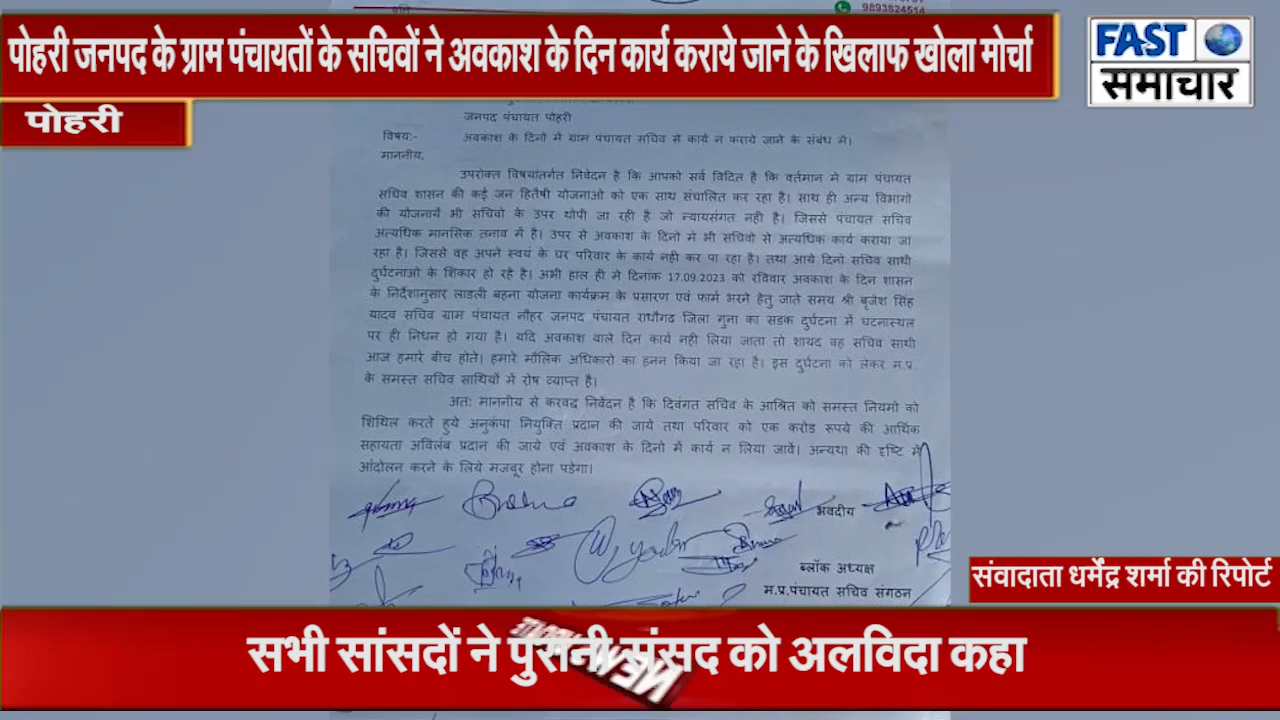 9893824514
पोहरी जनपद के ग्राम पंचायतों के सचिवों ने अवकाश के दिन कार्य कराये जाने के खिलाफ खोला मोर्चा
FAST
समाचार
पोहरी
जनपद पंचायत पोहरी
विषय:- अवकाश के दिनो मे ग्राम पंचायत सचिव से कार्य न कराये जाने के संबंध मे।
माननीय,
उपरोक्त विषयांतर्गत निवेदन है कि आपको सर्व विदित है कि वर्तमान मे ग्राम पंचायत
सचिव शासन की कई जन हितैषी योजनाओ को एक साथ संचालित कर रहा है। साथ ही अन्य विभागो
की योजनायें भी सचिवो के उपर थोपी जा रही है जो न्यायसंगत नही है। जिससे पंचायत सचिव
अत्यधिक मानसिक तनाव में है। उपर से अवकाश के दिनो मे भी सचिवो से अत्यधिक कार्य कराया जा
रहा है। जिससे वह अपने स्वयं के घर परिवार के कार्य नही कर पा रहा है। तथा आये दिनो सचिव साथी
दुर्घटनाओ के शिकार हो रहे है। अभी हाल ही मे दिनांक 17.09.2023 को रविवार अवकाश के दिन शासन
के निर्देशानुसार लाडली बहना योजना कार्यक्रम के प्रसारण एवं फार्म भरने हेतु जाते समय श्री बृजेश सिंह
यादव सचिव ग्राम पंचायत नौहर जनपद पंचायत राघौगढ जिला गुना का सडक दुर्घटना में घटनास्थल
पर ही निधन हो गया है। यदि अवकाश वाले दिन कार्य नही लिया जाता तो शायद वह सचिव साथी
आज हमारे बीच होते। हमारे मौलिक अधिकारो का हनन किया जा रहा है। इस दुर्घटना को लेकर म.प्र.
के समस्त सचिव साथियों में रोष व्याप्त है।
अत: माननीय से करवद्ध निवेदन है कि दिवंगत सचिव के आश्रित को समस्त नियमो को
शिथिल करते हुये अनुकंपा नियुक्ति प्रदान की जाये तथा परिवार को एक करोड रूपये की आर्थिक
सहायता अविलंब प्रदान की जाये एवं अवकाश के दिनो में कार्य न लिया जावें। अन्यथा की दृष्टि में
आंदोलन करने के लिये मजबूर होना पडेगा।
भवदीय
ब्लॉक अध्यक्ष
म.प्र.पंचायत सचिव संगठन
संवादाता धर्मेंद्र शर्मा की रिपोर्ट
सभी सांसदों ने पुरानी संसद को अलविदा कहा
NEWS